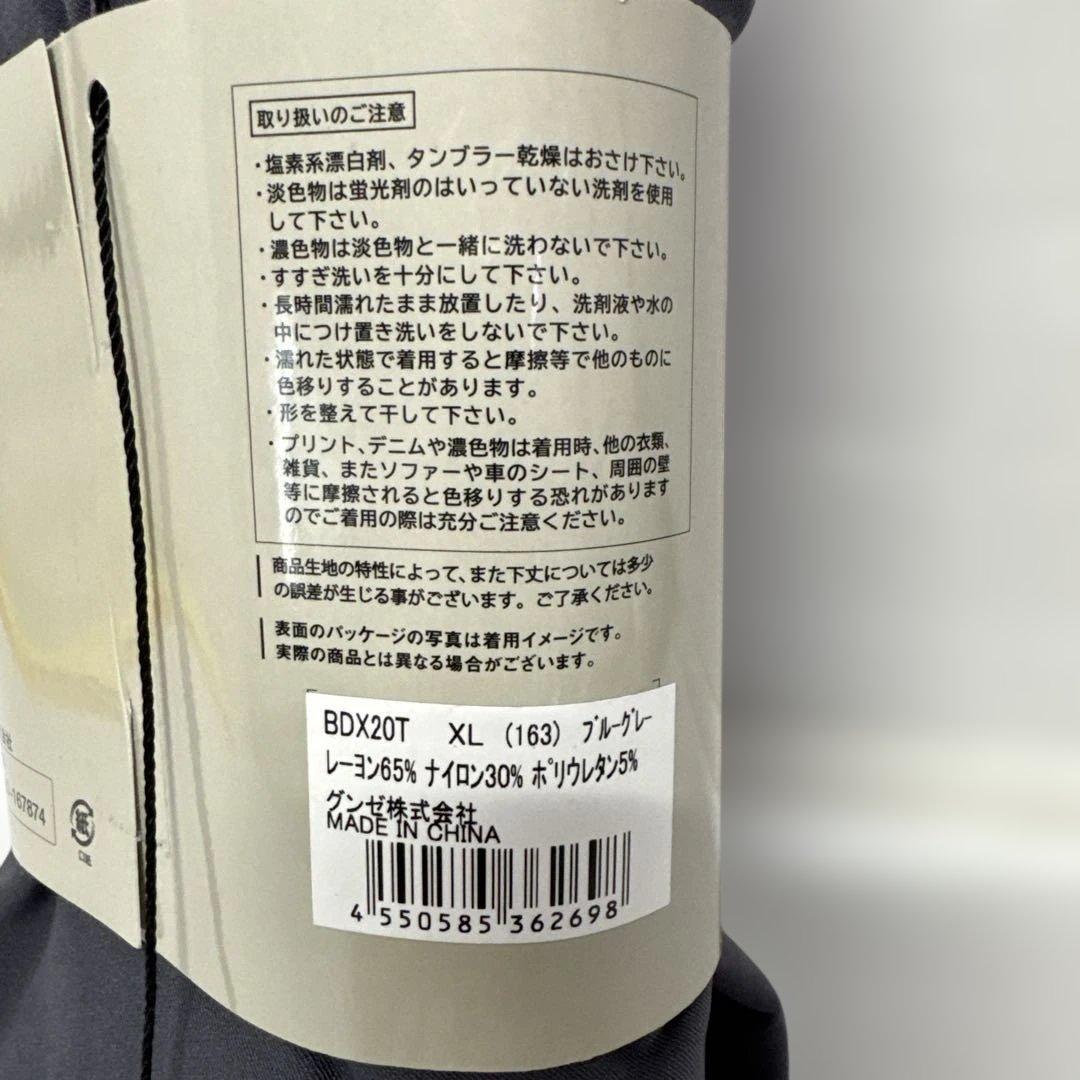 取り扱いのご注意
・塩素系漂白剤、タンブラー乾燥はおさけ下さい。
・淡色物は蛍光剤のはいっていない洗剤を使用
して下さい。
・濃色物は淡色物と一緒に洗わないで下さい。
・すすぎ洗いを十分にして下さい。
・長時間濡れたまま放置したり、洗剤液や水の
中につけ置き洗いをしないで下さい。
・濡れた状態で着用すると摩擦等で他のものに
色移りすることがあります。
・形を整えて干して下さい。
・プリント、デニムや濃色物は着用時、他の衣類、
雑貨、またソファーや車のシート、周囲の壁
等に摩擦されると色移りする恐れがあります
のでご着用の際は充分ご注意ください。
商品生地の特性によって、また下丈については多少
の誤差が生じる事がございます。ご了承ください。
表面のパッケージの写真は着用イメージです。
実際の商品とは異なる場合がございます。
BDX20T XL (163) ブルーグレー
レーヨン65% ナイロン30% ポリウレタン5%
グンゼ株式会社
MADE IN CHINA
4 550585 362698
-167874
紙